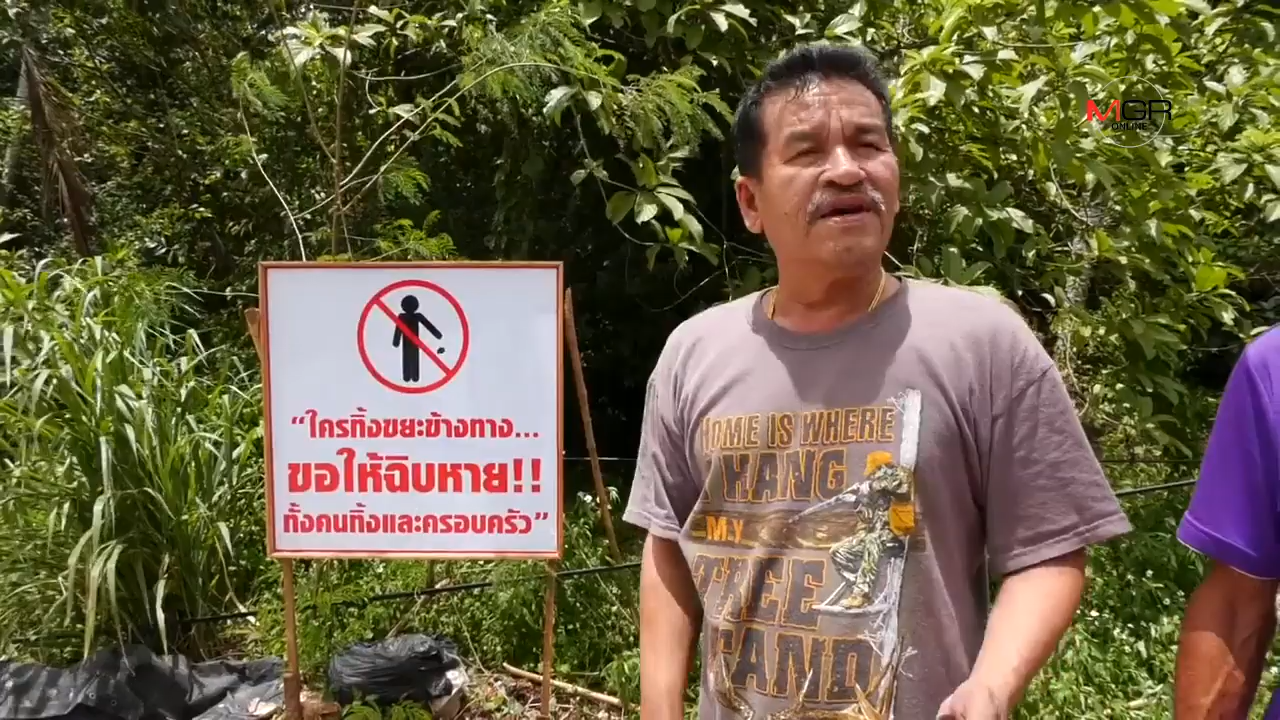 “ใครทิ้งขยะข้างทาง...
ขอให้ฉิบหาย!!
ทั้งคนทิ้งและครอบครัว”
HOME IS WHERE
I HANG
MY
TREE
STAND
MGR
ONLINE